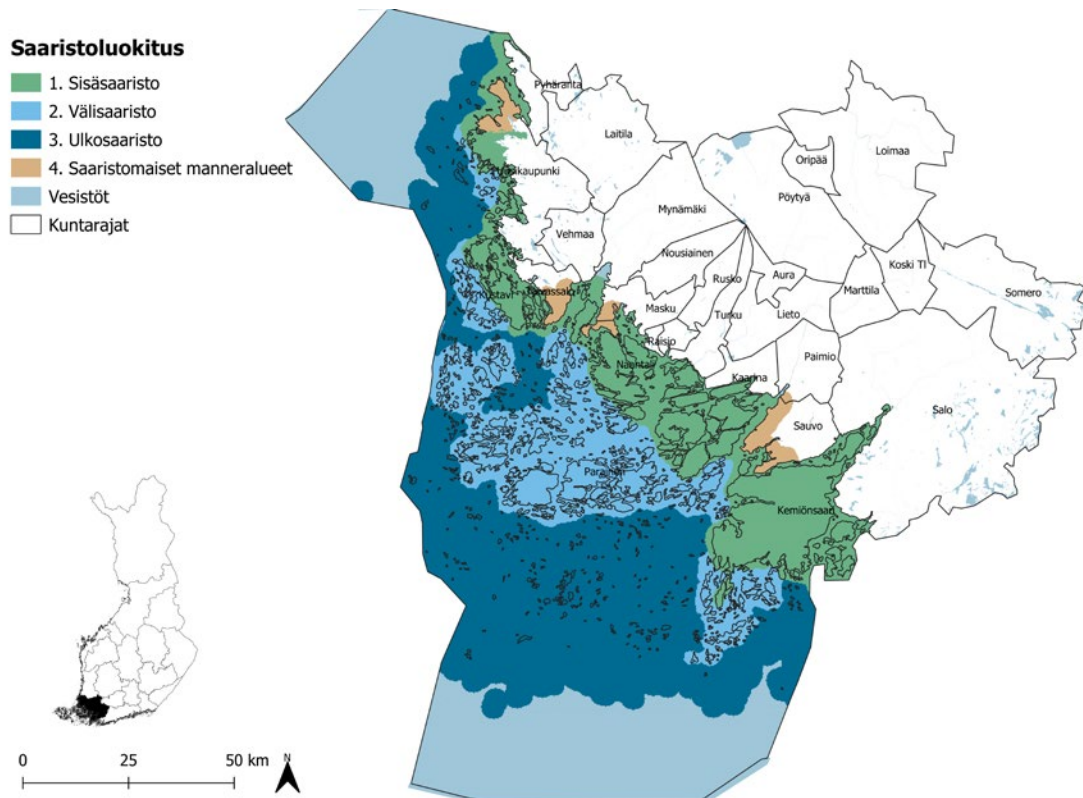 Saaristoluokitus
1. Sisäsaaristo
2. Välisaaristo
3. Ulkosaaristo
4. Saaristomaiset manneralueet
Vesistöt
Kuntarajat
Pyhäranta
Laitila
Oripää
Loimaa
Pöytyä
Mynämäki
Vehmaa
Nousiainen
Koski Tl
Rusko
Aura
Somero
Kustavi
Taivassalo
Masku
Marttila
Turku
Lieto
Raisio
Naantali
Paimio
Kaarina
Salo
Sauvo
Parainen
Kemiönsaari
0 25 50 km
N